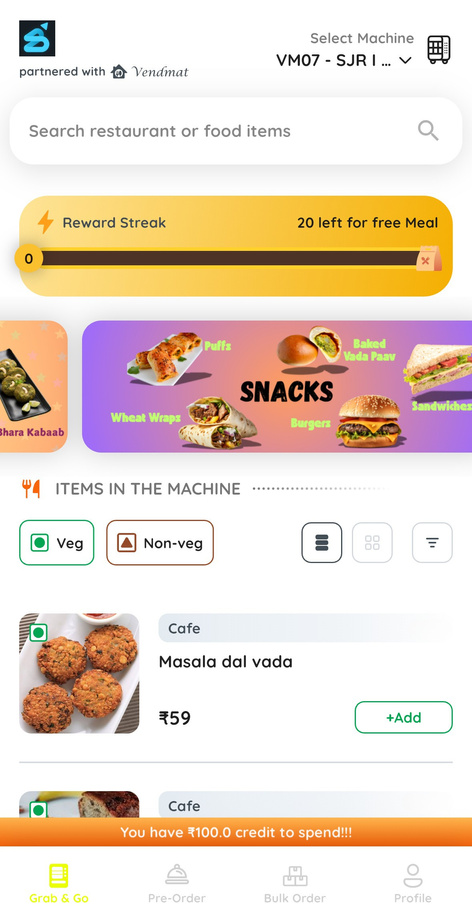 Select Machine
VM07 - SJR I ...
partnered with Vendmat
Search restaurant or food items
Reward Streak
20 left for free Meal
0
Puffs
Baked
Vada Paav
SNACKS
Sandwiches
Bhara Kabaab
Wheat Wraps
Burgers
ITEMS IN THE MACHINE
Veg
Non-veg
Cafe
Masala dal vada
₹59
+Add
Cafe
You have ₹100.0 credit to spend!!!
Grab & Go
Pre-Order
Bulk Order
Profile